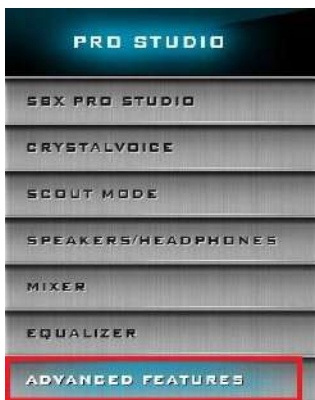 PRO STUDIO
SBX PRO STUDIO
CRYSTALVOICE
SCOUT MODE
SPEAKERS/HEADPHONES
MIXER
EQUALIZER
ADVANCED FEATURES